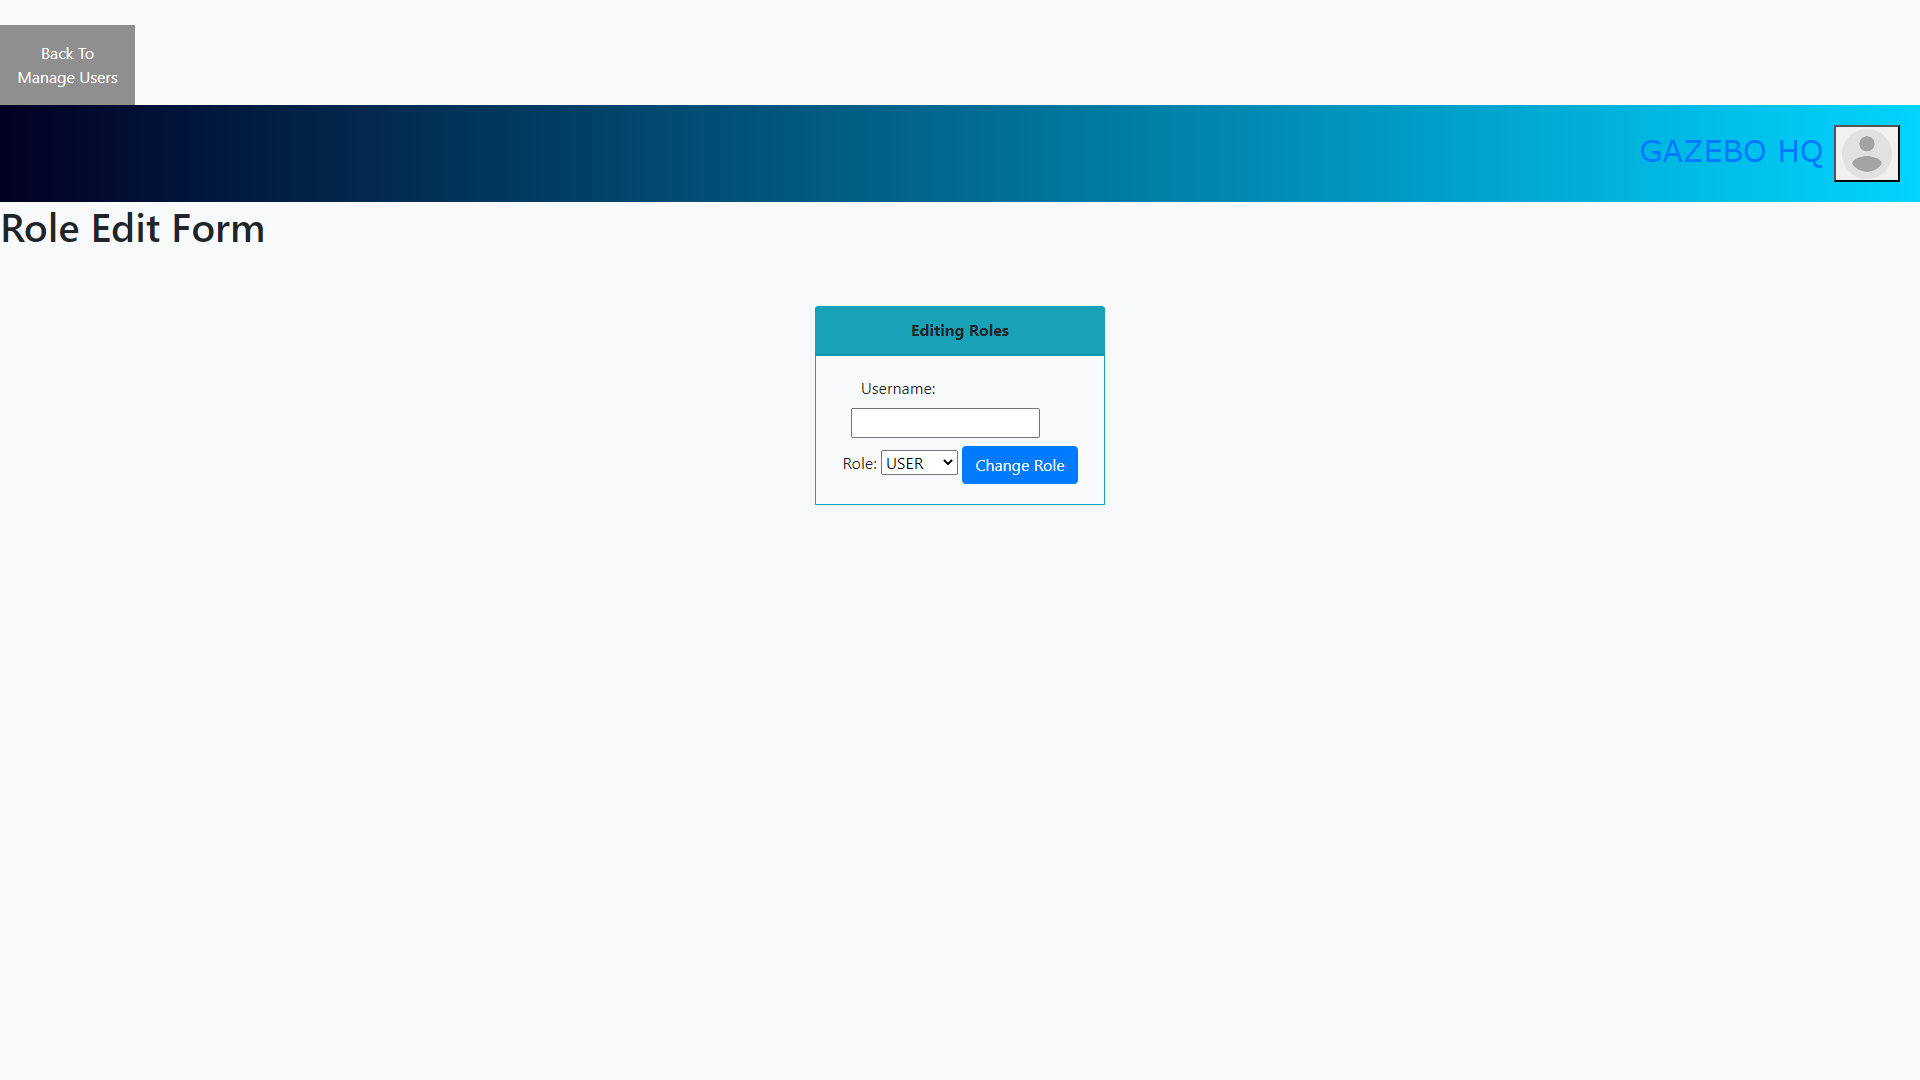 Back To
Manage Users
GAZEBO HQ
Role Edit Form
Editing Roles
Username:
Role: USER Change Role